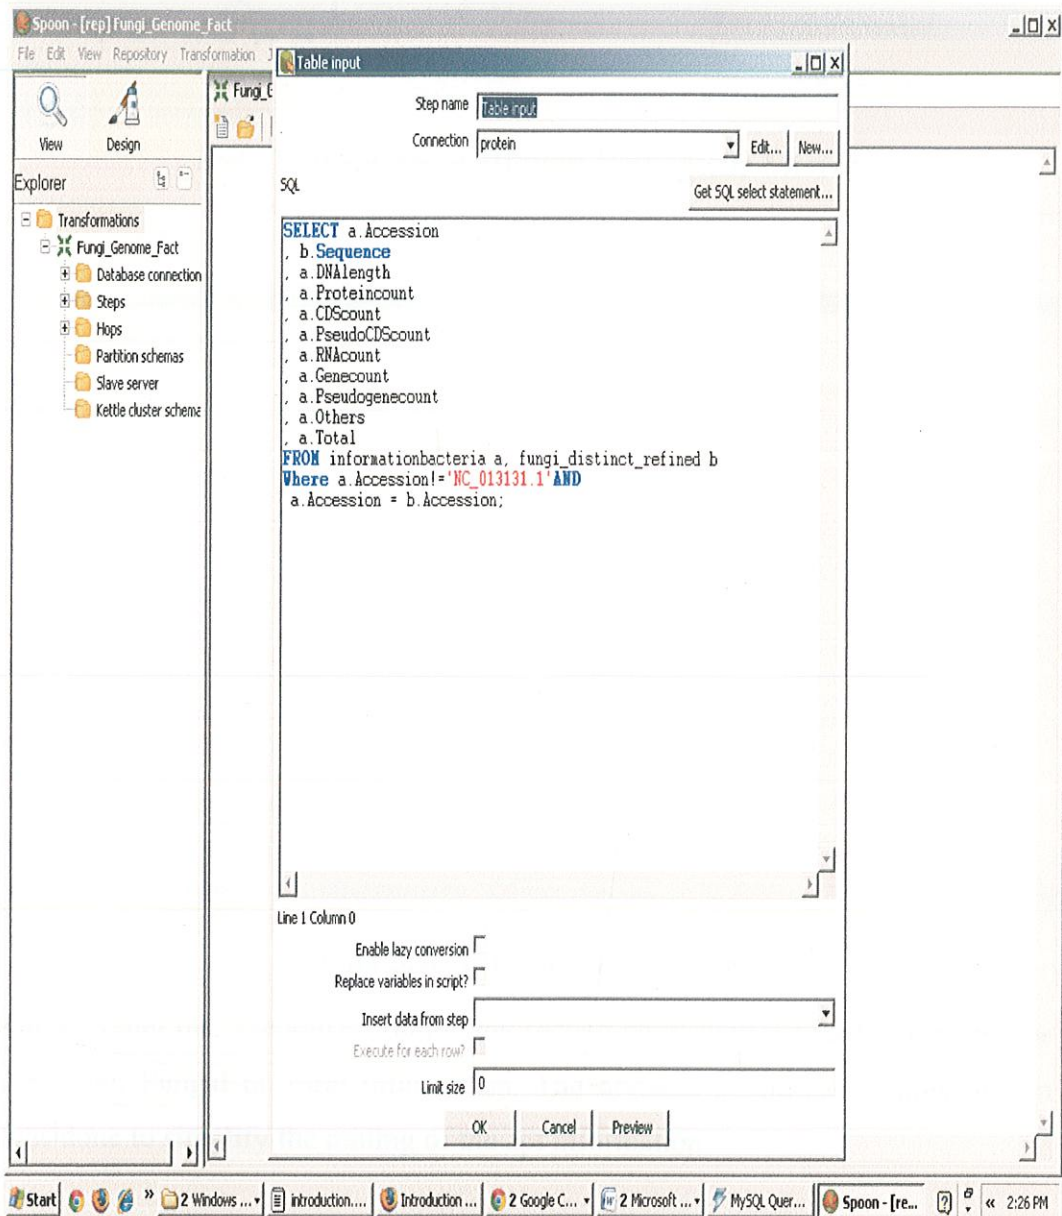 Spoon - [rep] Fungi_Genome_Fact
File Edit View Repository Transformation J
View Design
Explorer
Transformations
Fungi_Genome_Fact
Database connection
Steps
Hops
Partition schemas
Slave server
Kettle cluster schema
Fungi_G
Table input
Step name Table input
Connection protein Edit... New...
SQL Get SQL select statement...
SELECT a.Accession
, b.Sequence
, a.DNAlength
, a.Proteincount
, a.CDScount
, a.PseudoCDScount
, a.RNAcount
, a.Genecount
, a.Pseudogenecount
, a.Others
, a.Total
FROM informationbacteria a, fungi_distinct_refined b
Where a.Accession!='NC_013131.1'AND
a.Accession = b.Accession;
Line 1 Column 0
Enable lazy conversion
Replace variables in script?
Insert data from step
Execute for each row?
Limit size 0
OK Cancel Preview
Start » 2 Windows ... introduction.... Introduction ... 2 Google C... 2 Microsoft ... MySQL Quer... Spoon - [re... « 2:26 PM